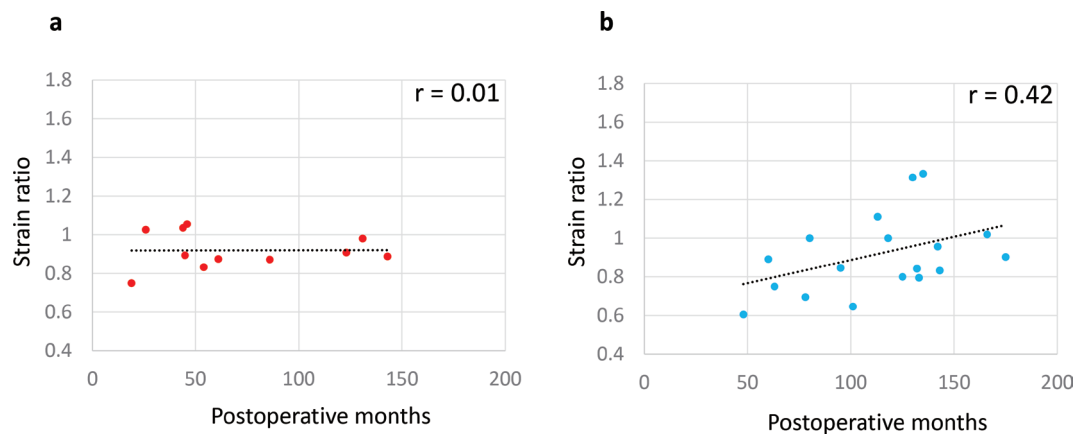 a
r = 0.01
Strain ratio
1.8
1.6
1.4
1.2
1
0.8
0.6
0.4
0 50 100 150 200
Postoperative months
b
r = 0.42
Strain ratio
1.8
1.6
1.4
1.2
1
0.8
0.6
0.4
0 50 100 150 200
Postoperative months